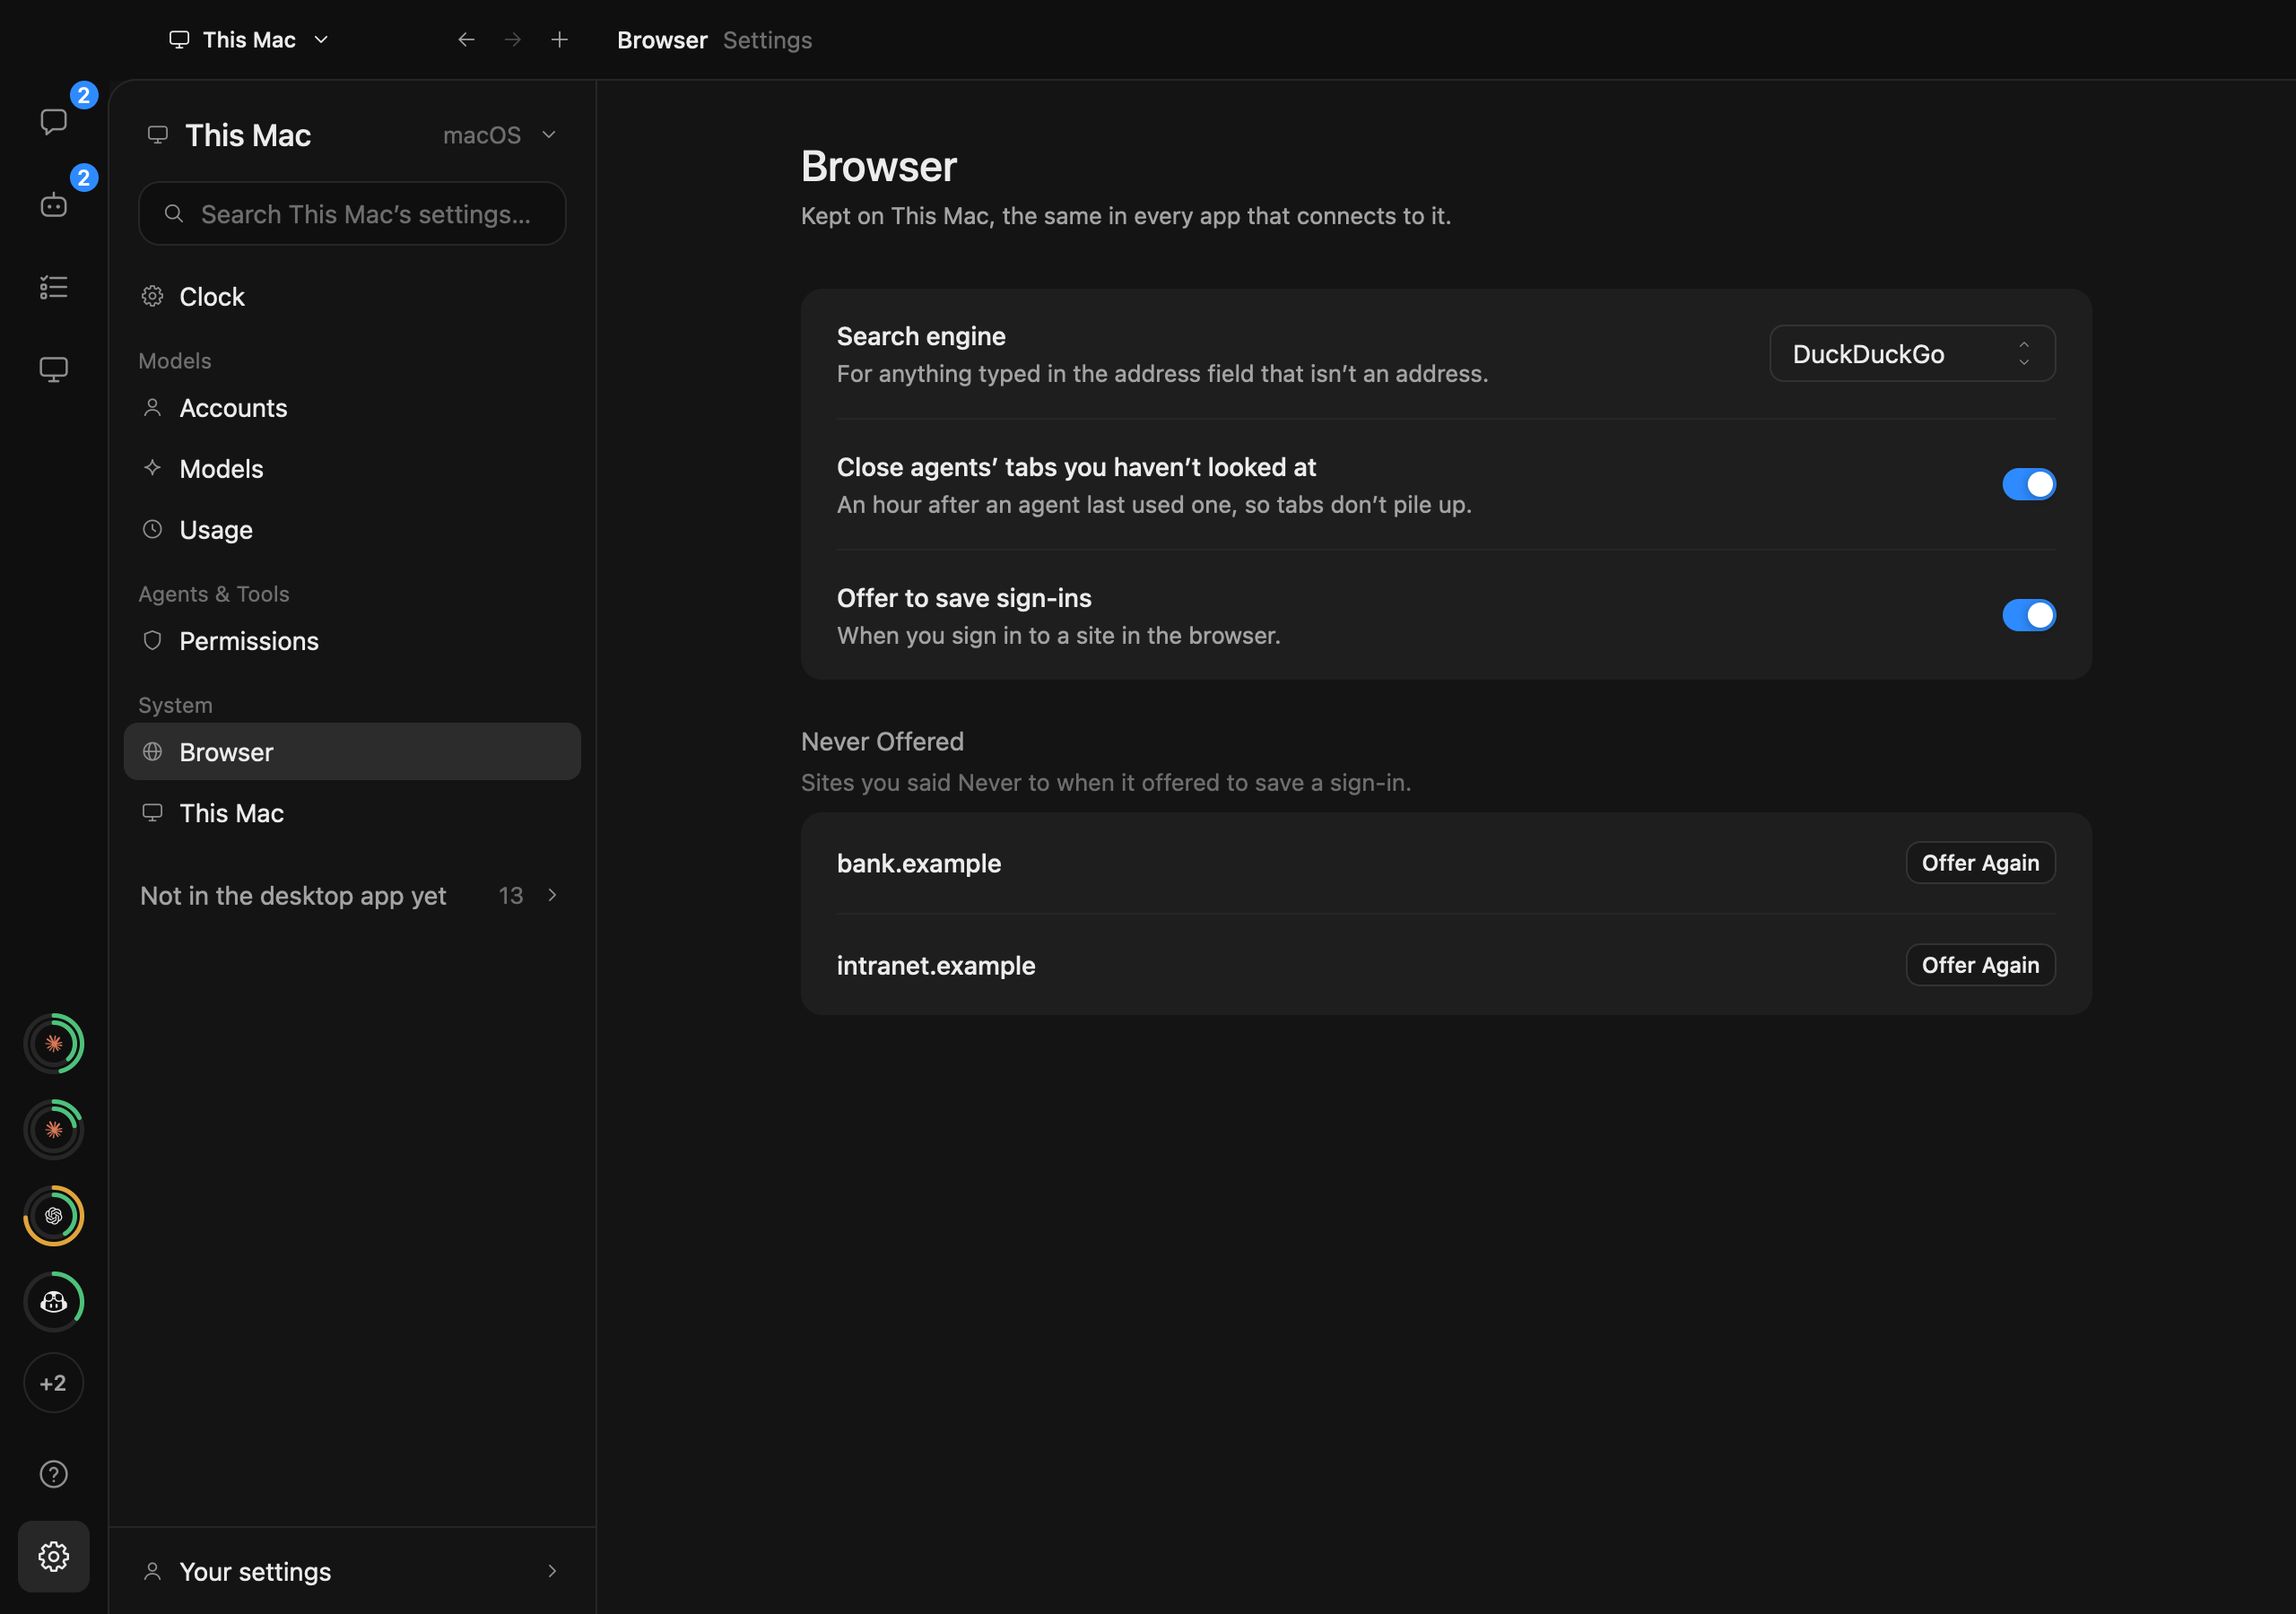 This Mac
Browser Settings
2
2
This Mac macOS
Search This Mac’s settings...
Clock
Models
Accounts
Models
Usage
Agents & Tools
Permissions
System
Browser
This Mac
Not in the desktop app yet 13
+2
Your settings
Browser
Kept on This Mac, the same in every app that connects to it.
Search engine
For anything typed in the address field that isn’t an address.
DuckDuckGo
Close agents’ tabs you haven’t looked at
An hour after an agent last used one, so tabs don’t pile up.
Offer to save sign-ins
When you sign in to a site in the browser.
Never Offered
Sites you said Never to when it offered to save a sign-in.
bank.example
Offer Again
intranet.example
Offer Again